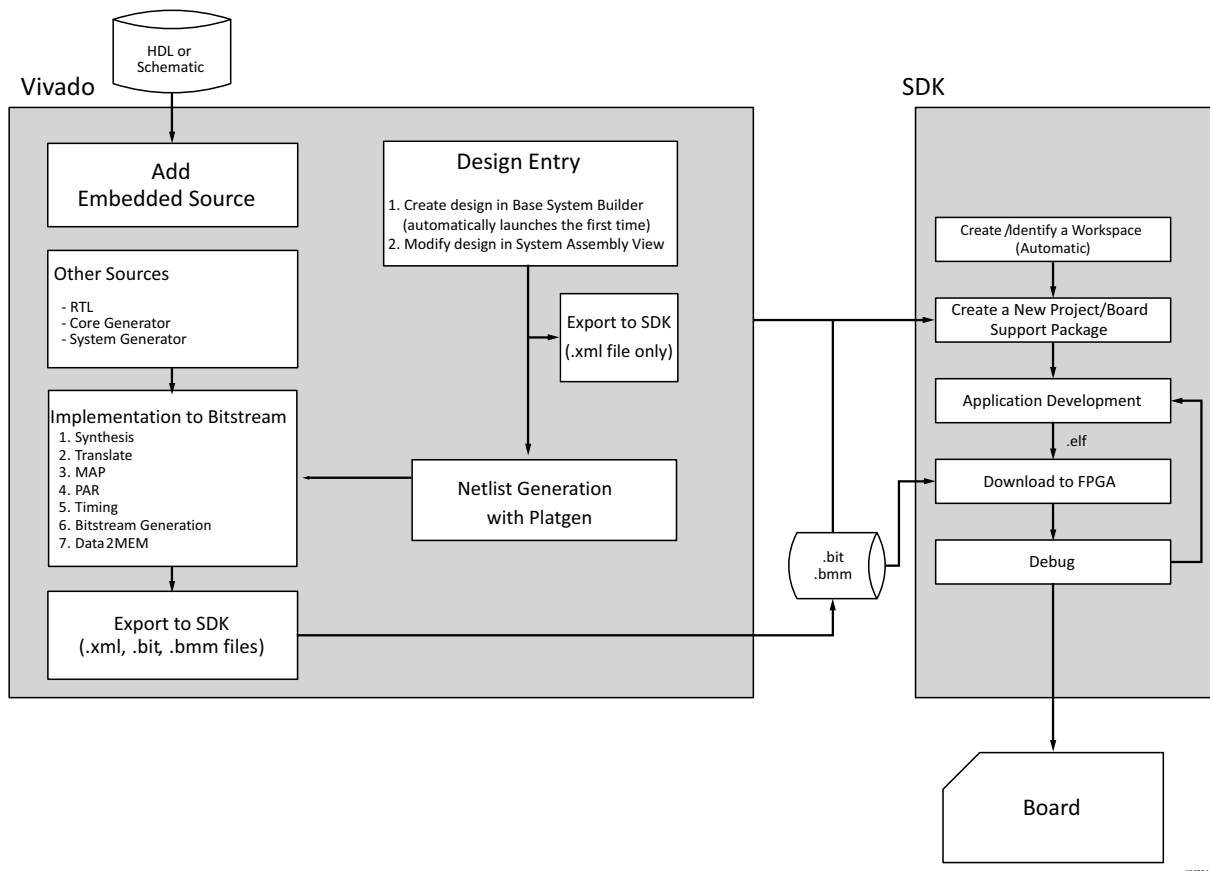 HDL or
Schematic
Vivado
SDK
Add
Embedded Source
Design Entry
1. Create design in Base System Builder
(automatically launches the first time)
2. Modify design in System Assembly View
Other Sources
- RTL
- Core Generator
- System Generator
Export to SDK
(.xml file only)
Implementation to Bitstream
1. Synthesis
2. Translate
3. MAP
4. PAR
5. Timing
6. Bitstream Generation
7. Data2MEM
Netlist Generation
with Platgen
Export to SDK
(.xml, .bit, .bmm files)
.bit
.bmm
Create /Identify a Workspace
(Automatic)
Create a New Project/Board
Support Package
Application Development
.elf
Download to FPGA
Debug
Board